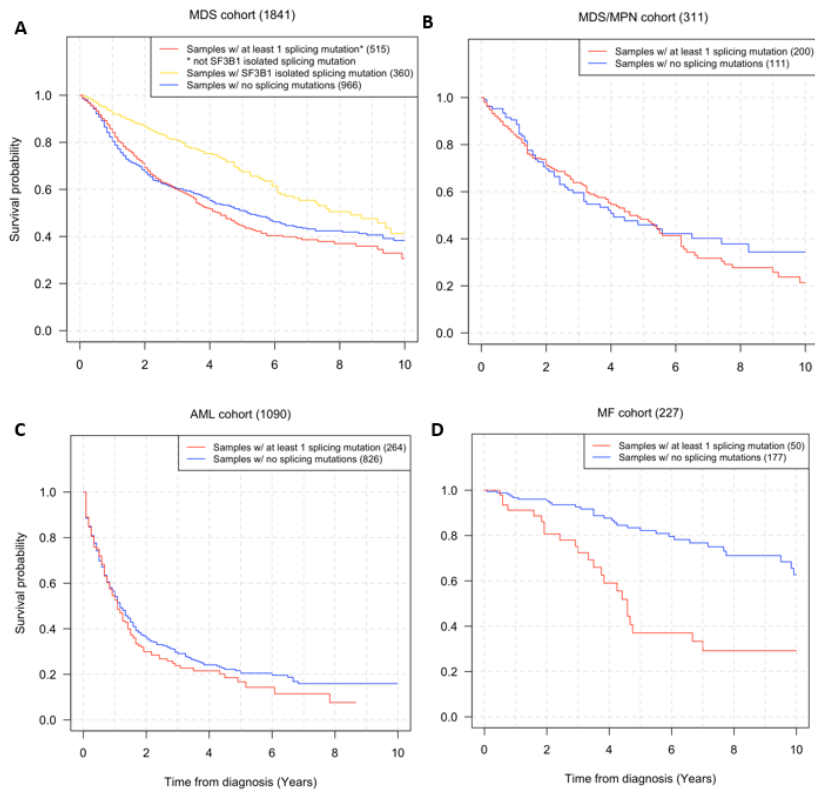 A
MDS cohort (1841)
Samples w/ at least 1 splicing mutation* (515)
* not SF3B1 isolated splicing mutation
Samples w/ SF3B1 isolated splicing mutation (360)
Samples w/ no splicing mutations (966)
Survival probability
1.0
0.8
0.6
0.4
0.2
0.0
0 2 4 6 8 10
B
MDS/MPN cohort (311)
Samples w/ at least 1 splicing mutation (200)
Samples w/ no splicing mutations (111)
1.0
0.8
0.6
0.4
0.2
0.0
0 2 4 6 8 10
C
AML cohort (1090)
Samples w/ at least 1 splicing mutation (264)
Samples w/ no splicing mutations (826)
Survival probability
1.0
0.8
0.6
0.4
0.2
0.0
0 2 4 6 8 10
Time from diagnosis (Years)
D
MF cohort (227)
Samples w/ at least 1 splicing mutation (50)
Samples w/ no splicing mutations (177)
1.0
0.8
0.6
0.4
0.2
0.0
0 2 4 6 8 10
Time from diagnosis (Years)